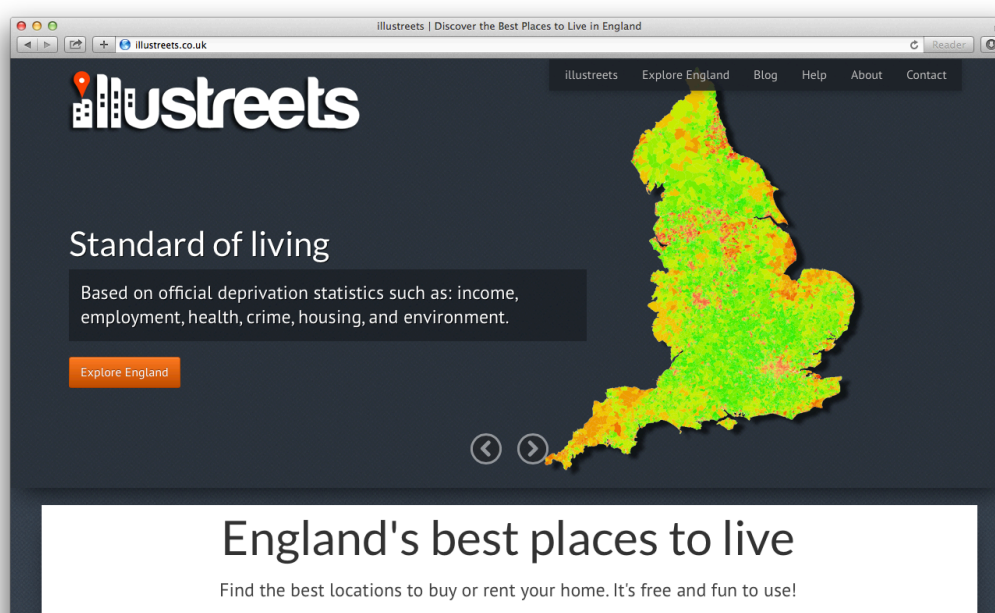 illustreets | Discover the Best Places to Live in England
illustreets.co.uk
Reader
illustreets
illustreets Explore England Blog Help About Contact
Standard of living
Based on official deprivation statistics such as: income,
employment, health, crime, housing, and environment.
Explore England
England's best places to live
Find the best locations to buy or rent your home. It's free and fun to use!